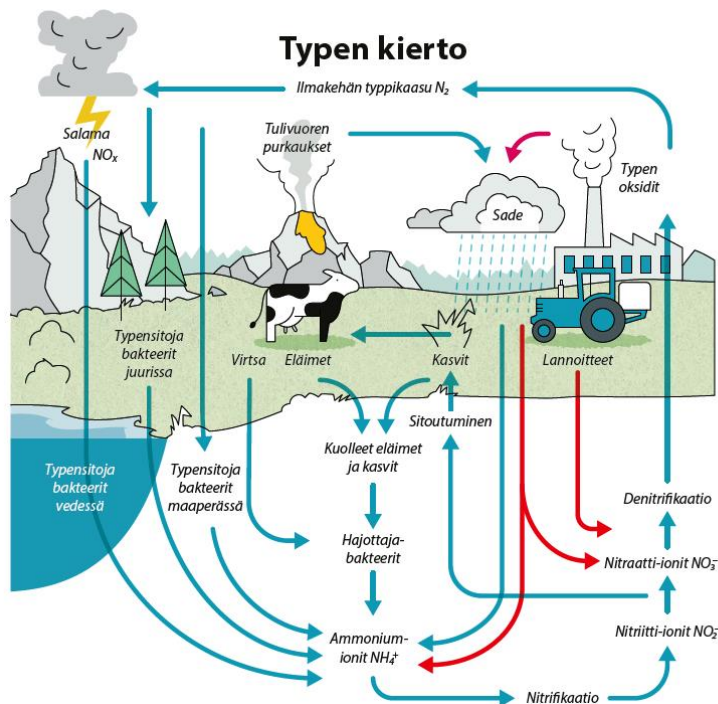 Typen kierto
Ilmakehän typpikaasu N₂
Salama
NOₓ
Tulivuoren
purkaukset
Typen
oksidit
Sade
Typensitoja
bakteerit
juurissa
Virtsa
Eläimet
Kasvit
Lannoitteet
Sitoutuminen
Kuolleet eläimet
ja kasvit
Typensitoja
bakteerit
vedessä
Typensitoja
bakteerit
maaperässä
Denitrifikaatio
Hajottaja-
bakteerit
Nitraatti-ionit NO₃⁻
Ammonium-
ionit NH₄⁺
Nitriitti-ionit NO₂⁻
Nitrifikaatio